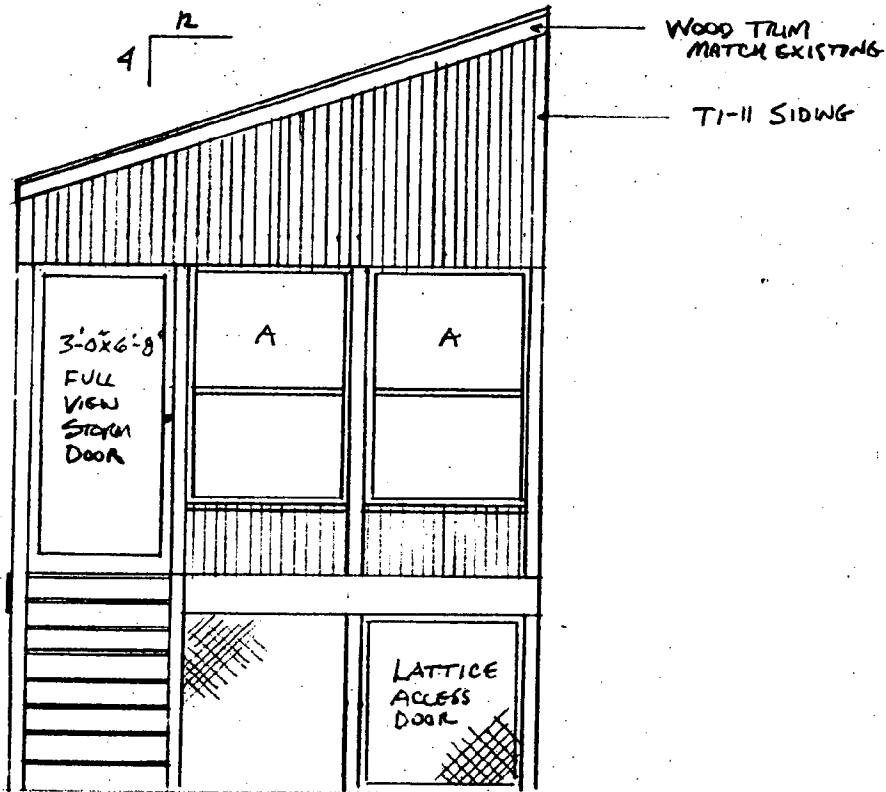 12
4
WOOD TRIM
MATCH EXISTING
T1-11 SIDING
3'-0"x6'-8"
FULL
VIEW
STORM
DOOR
A
A
LATTICE
ACCESS
DOOR